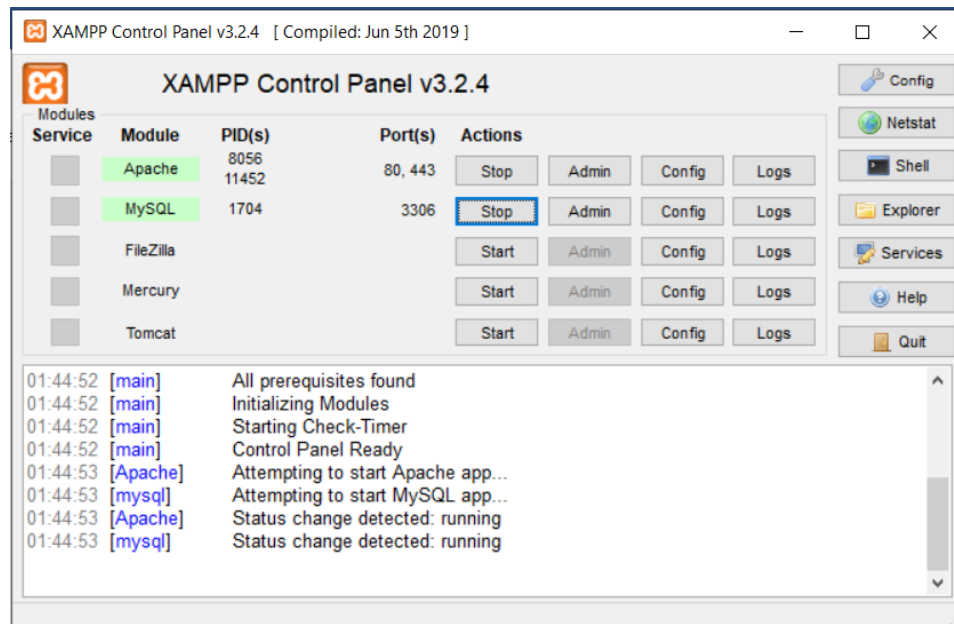 XAMPP Control Panel v3.2.4 [ Compiled: Jun 5th 2019 ]
XAMPP Control Panel v3.2.4
Config
Modules
Netstat
Service Module PID(s) Port(s) Actions
Apache 8056 11452 80, 443 Stop Admin Config Logs
Shell
MySQL 1704 3306 Stop Admin Config Logs
Explorer
FileZilla Start Admin Config Logs
Services
Mercury Start Admin Config Logs
Help
Tomcat Start Admin Config Logs
Quit
01:44:52 [main] All prerequisites found
01:44:52 [main] Initializing Modules
01:44:52 [main] Starting Check-Timer
01:44:52 [main] Control Panel Ready
01:44:53 [Apache] Attempting to start Apache app...
01:44:53 [mysql] Attempting to start MySQL app...
01:44:53 [Apache] Status change detected: running
01:44:53 [mysql] Status change detected: running